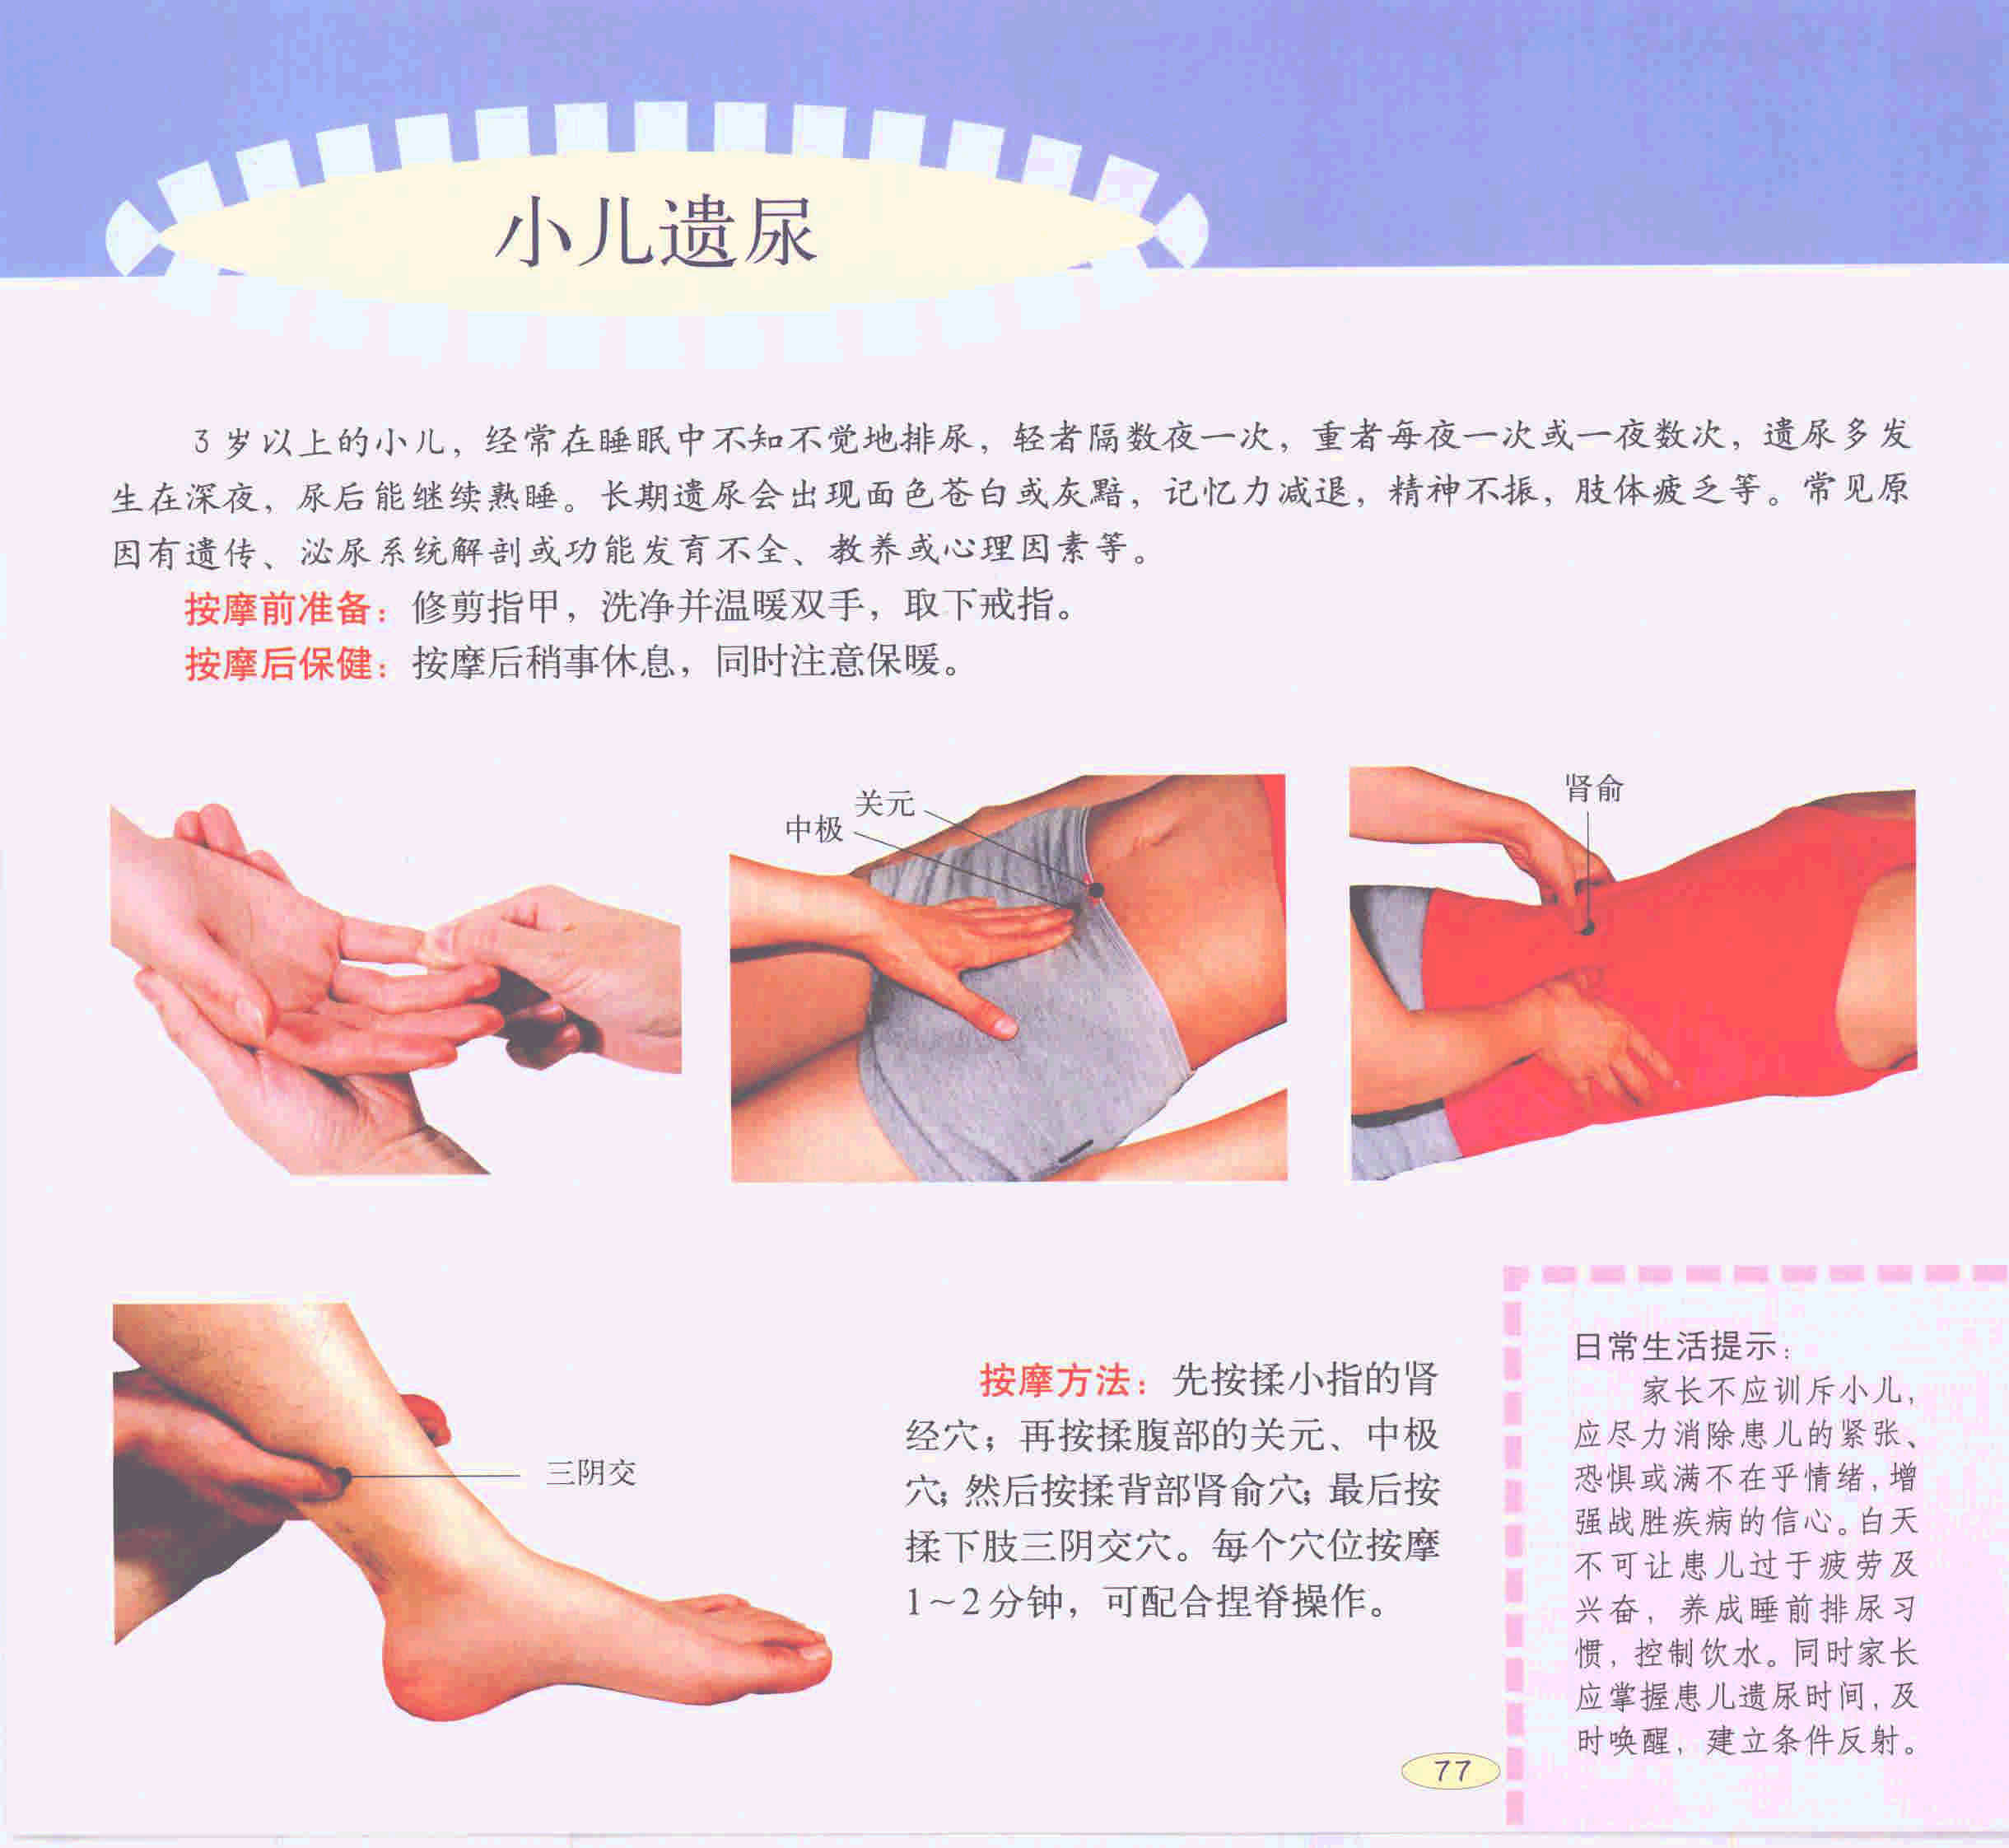 小儿遗尿
3岁以上的小儿，经常在睡眠中不知不觉地排尿，轻者隔数夜一次，重者每夜一次或一夜数次，遗尿多发
生在深夜，尿后能继续熟睡。长期遗尿会出现面色苍白或灰黯，记忆力减退，精神不振，肢体疲乏等。常见原
因有遗传、泌尿系统解剖或功能发育不全、教养或心理因素等。
按摩前准备：修剪指甲，洗净并温暖双手，取下戒指。
按摩后保健：按摩后稍事休息，同时注意保暖。
关元
中极
肾俞
三阴交
按摩方法：先按揉小指的肾
经穴；再按揉腹部的关元、中极
穴；然后按揉背部肾俞穴；最后按
揉下肢三阴交穴。每个穴位按摩
1～2分钟，可配合捏脊操作。
日常生活提示：
家长不应训斥小儿，
应尽力消除患儿的紧张、
恐惧或满不在乎情绪，增
强战胜疾病的信心。白天
不可让患儿过于疲劳及
兴奋，养成睡前排尿习
惯，控制饮水。同时家长
应掌握患儿遗尿时间，及
时唤醒，建立条件反射。
77